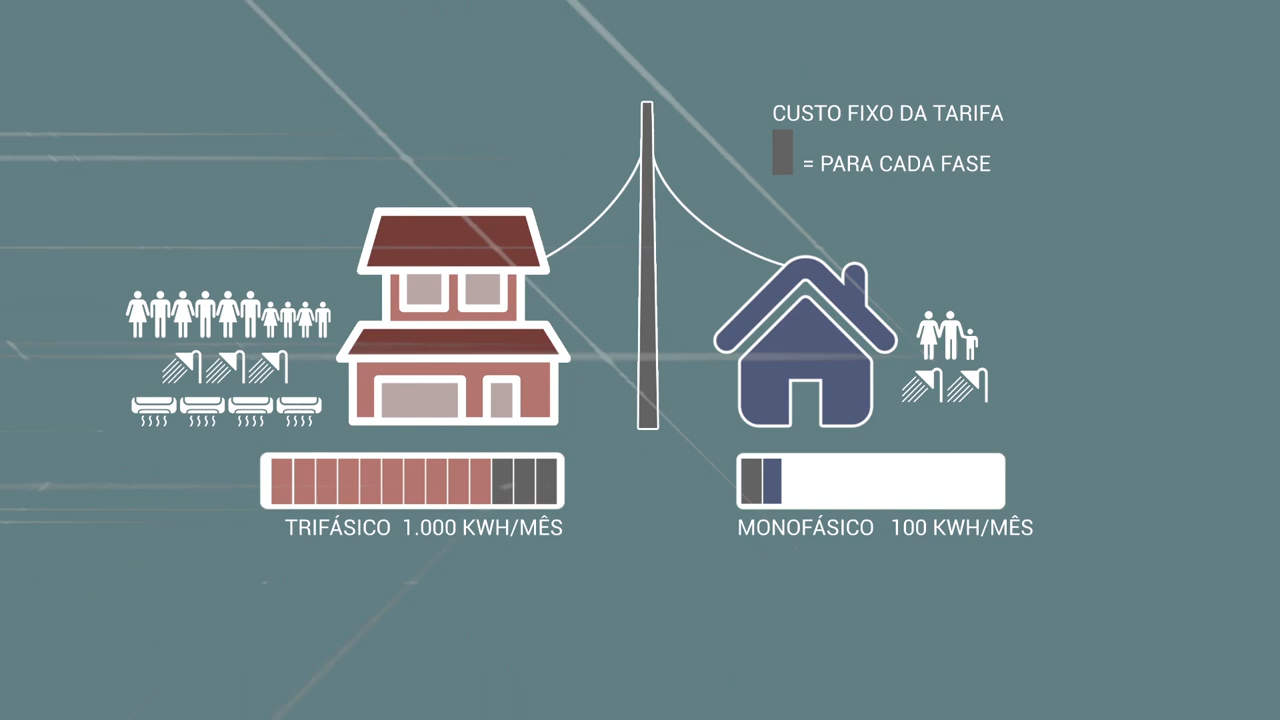 CUSTO FIXO DA TARIFA
= PARA CADA FASE
TRIFÁSICO 1.000 KWH/MÊS
MONOFÁSICO 100 KWH/MÊS